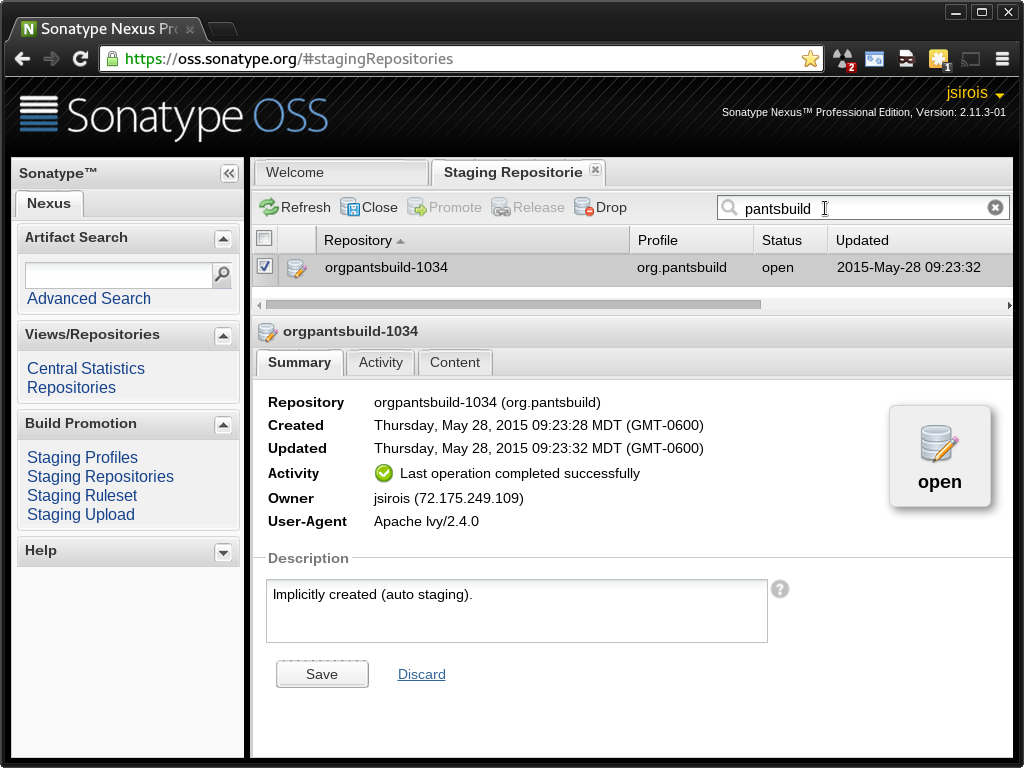 Sonatype Nexus Pro
https://oss.sonatype.org/#stagingRepositories
2
1
Sonatype OSS
jsirois
Sonatype Nexus™ Professional Edition, Version: 2.11.3-01
Sonatype™
Nexus
Artifact Search
Advanced Search
Views/Repositories
Central Statistics
Repositories
Build Promotion
Staging Profiles
Staging Repositories
Staging Ruleset
Staging Upload
Help
Welcome
Staging Repositorie
Refresh Close Promote Release Drop
pantsbuild
Repository Profile Status Updated
orgpantsbuild-1034 org.pantsbuild open 2015-May-28 09:23:32
orgpantsbuild-1034
Summary Activity Content
Repository orgpantsbuild-1034 (org.pantsbuild)
Created Thursday, May 28, 2015 09:23:28 MDT (GMT-0600)
Updated Thursday, May 28, 2015 09:23:32 MDT (GMT-0600)
Activity Last operation completed successfully
Owner jsirois (72.175.249.109)
User-Agent Apache Ivy/2.4.0
open
Description
Implicitly created (auto staging).
?
Save Discard